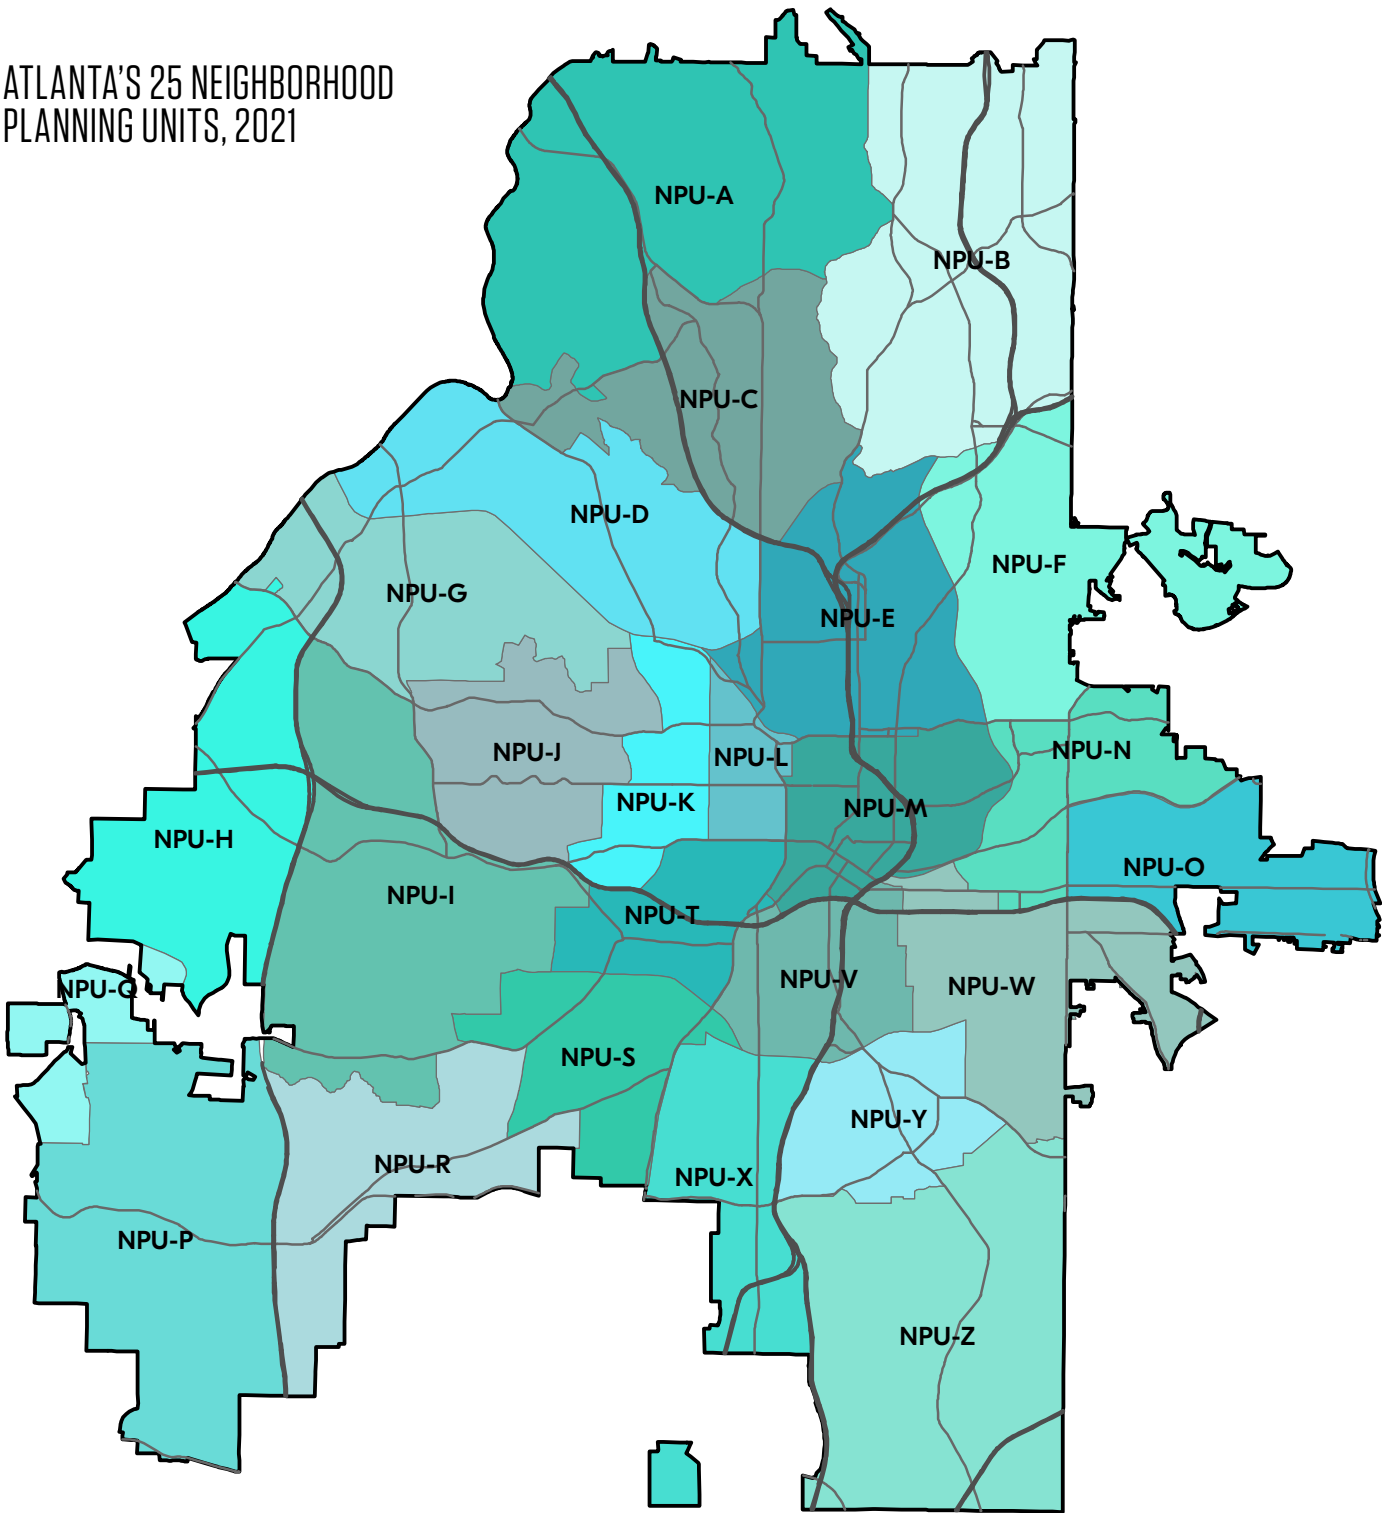 ATLANTA'S 25 NEIGHBORHOOD
PLANNING UNITS, 2021
NPU-A
NPU-B
NPU-C
NPU-D
NPU-F
NPU-G
NPU-E
NPU-J
NPU-L
NPU-N
NPU-K
NPU-M
NPU-H
NPU-O
NPU-I
NPU-T
NPU-V
NPU-W
NPU-Q
NPU-S
NPU-Y
NPU-R
NPU-X
NPU-P
NPU-Z